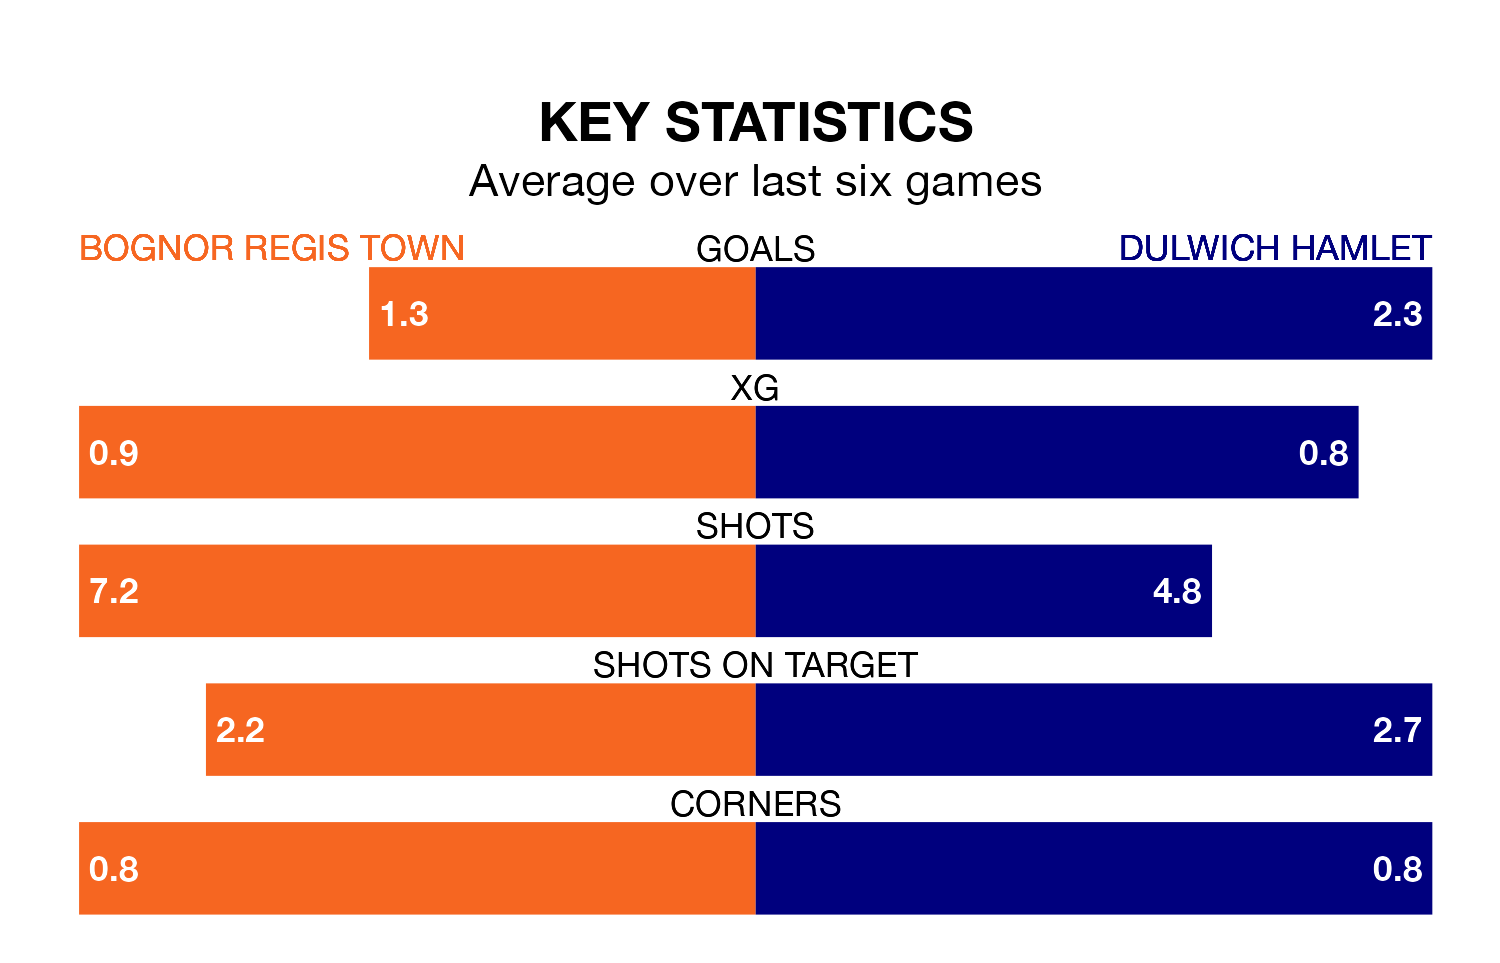 KEY STATISTICS
Average over last six games
BOGNOR REGIS TOWN GOALS DULWICH HAMLET
1.3 2.3
XG
0.9 0.8
SHOTS
7.2 4.8
SHOTS ON TARGET
2.2 2.7
CORNERS
0.8 0.8